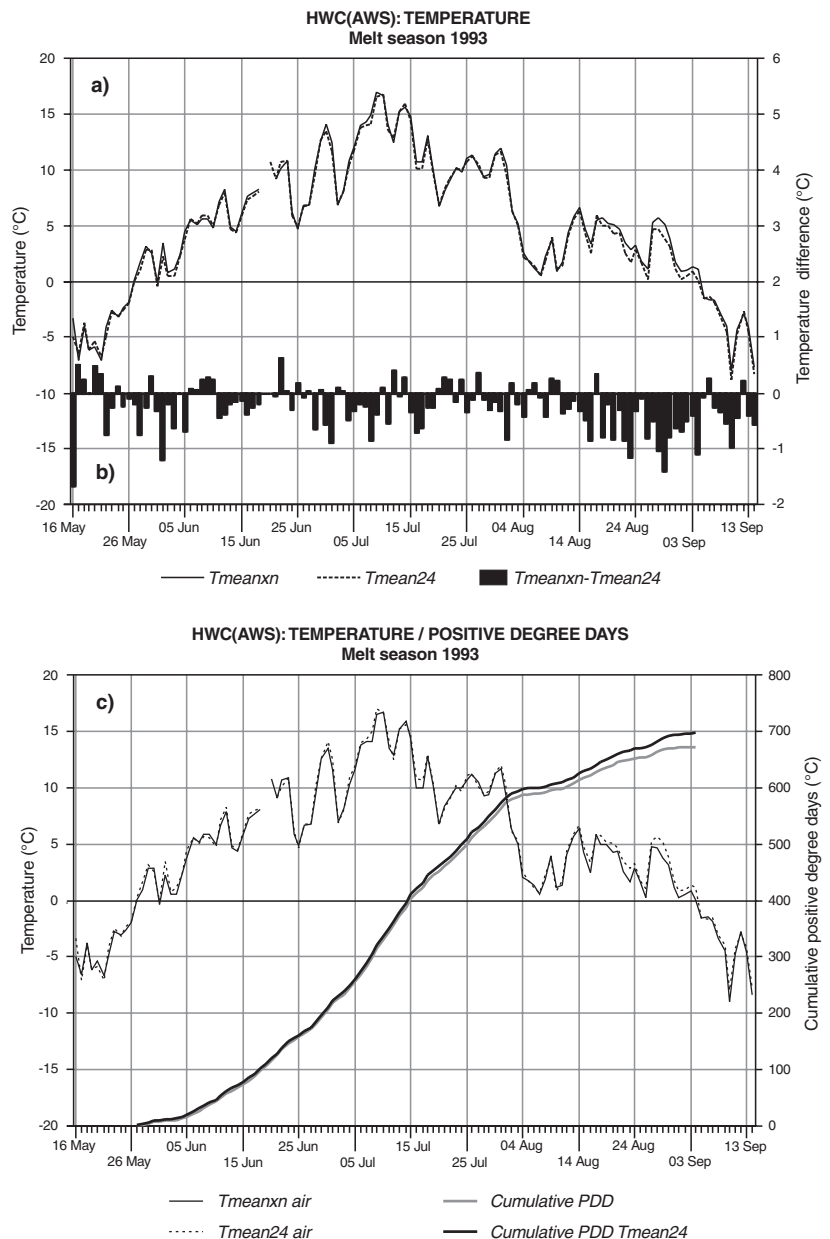 HWC(AWS): TEMPERATURE
Melt season 1993
a)
20
15
10
5
0
-5
-10
-15
-20
Temperature (°C)
6
5
4
3
2
1
0
-1
-2
Temperature difference (°C)
b)
16 May
26 May
05 Jun
15 Jun
25 Jun
05 Jul
15 Jul
25 Jul
04 Aug
14 Aug
24 Aug
03 Sep
13 Sep
Tmeanxn
Tmean24
Tmeanxn-Tmean24
HWC(AWS): TEMPERATURE / POSITIVE DEGREE DAYS
Melt season 1993
c)
20
15
10
5
0
-5
-10
-15
-20
Temperature (°C)
800
700
600
500
400
300
200
100
0
Cumulative positive degree days (°C)
16 May
26 May
05 Jun
15 Jun
25 Jun
05 Jul
15 Jul
25 Jul
04 Aug
14 Aug
24 Aug
03 Sep
13 Sep
Tmeanxn air
Cumulative PDD
Tmean24 air
Cumulative PDD Tmean24